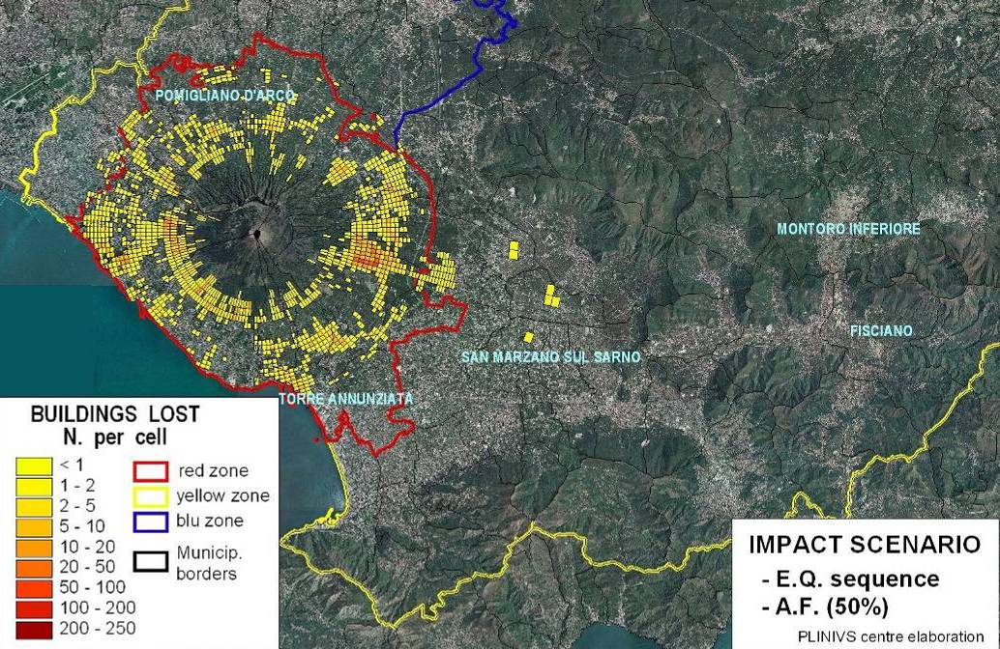 POMIGLIANO D'ARCO
MONTORO INFERIORE
FISCIANO
SAN MARZANO SUL SARNO
TORRE ANNUNZIATA
BUILDINGS LOST
N. per cell
< 1
1 - 2
2 - 5
5 - 10
10 - 20
20 - 50
50 - 100
100 - 200
200 - 250
red zone
yellow zone
blu zone
Municip.
borders
IMPACT SCENARIO
- E.Q. sequence
- A.F. (50%)
PLINIVS centre elaboration